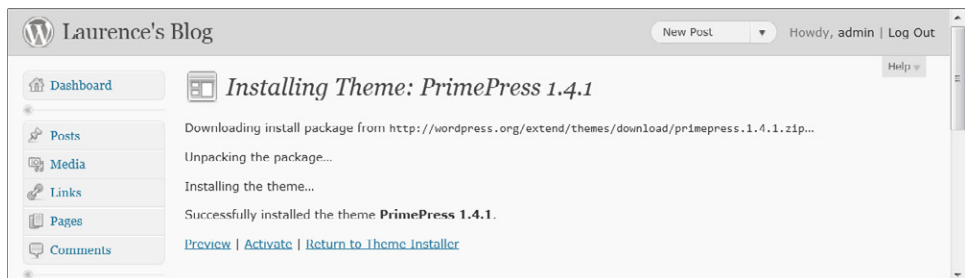 Laurence's Blog
New Post
Howdy, admin | Log Out
Help
Dashboard
Posts
Media
Links
Pages
Comments
Installing Theme: PrimePress 1.4.1
Downloading install package from http://wordpress.org/extend/themes/download/primepress.1.4.1.zip…
Unpacking the package…
Installing the theme…
Successfully installed the theme PrimePress 1.4.1.
Preview | Activate | Return to Theme Installer